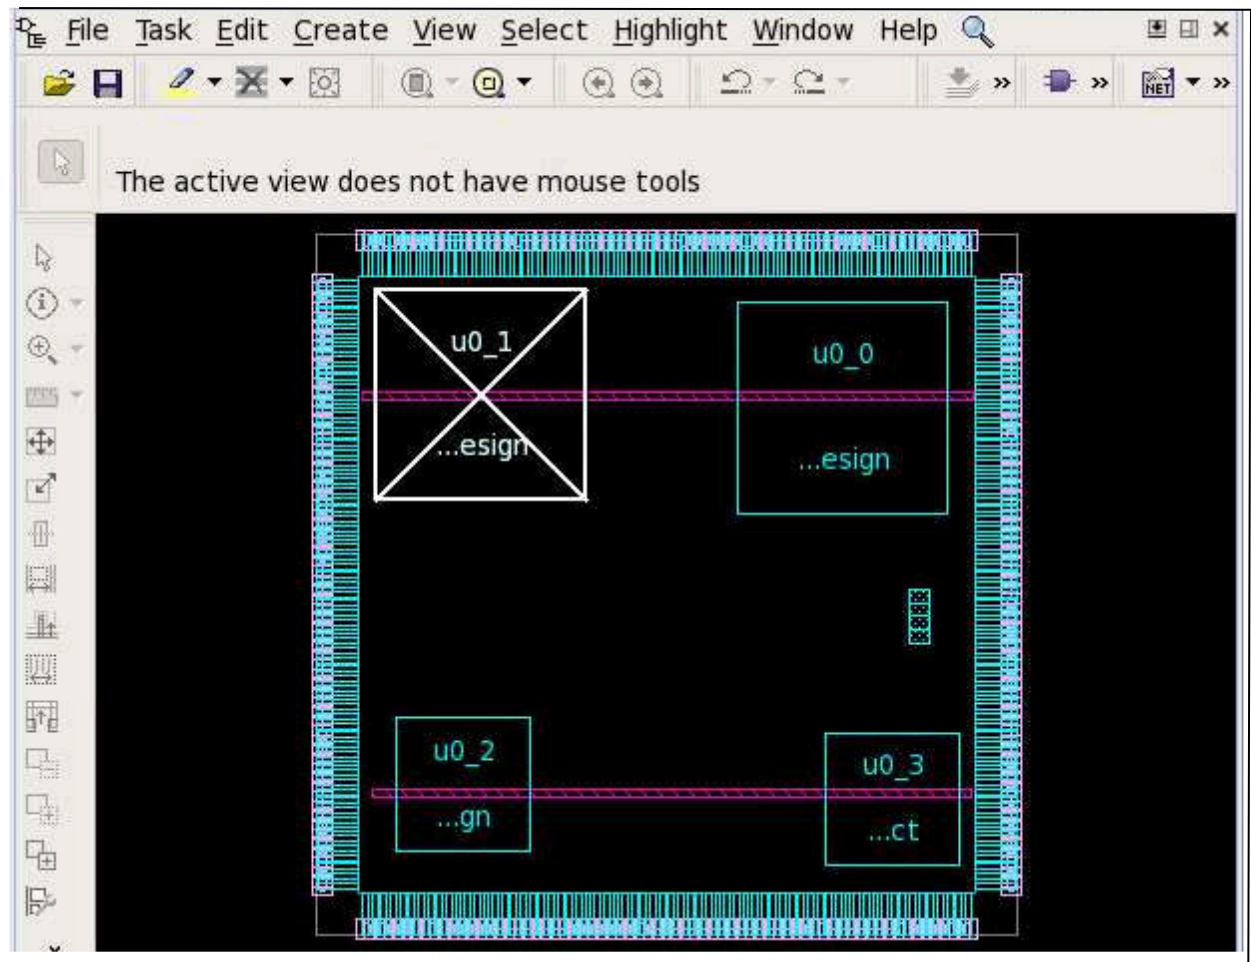 File Task Edit Create View Select Highlight Window Help
NET
The active view does not have mouse tools
u0_1
u0_0
...esign
...esign
u0_2
u0_3
...gn
...ct